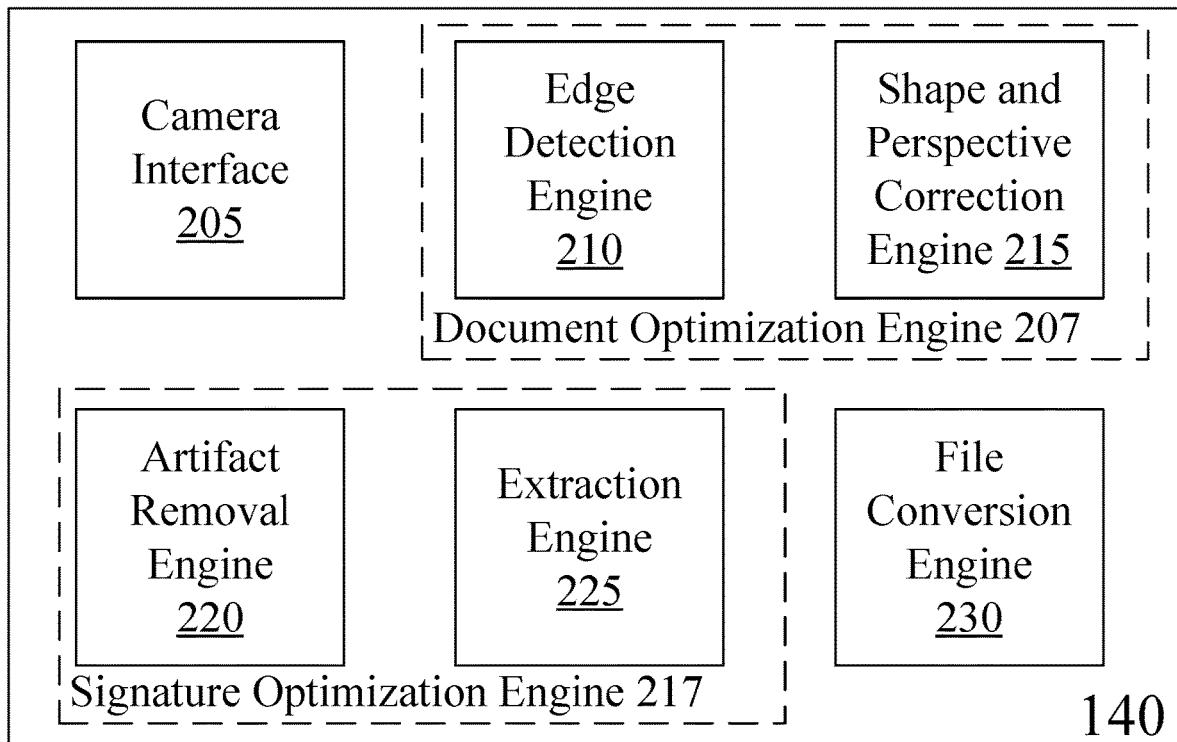 Camera
Interface
205
Edge
Detection
Engine
210
Shape and
Perspective
Correction
Engine 215
Document Optimization Engine 207
Artifact
Removal
Engine
220
Extraction
Engine
225
File
Conversion
Engine
230
Signature Optimization Engine 217
140